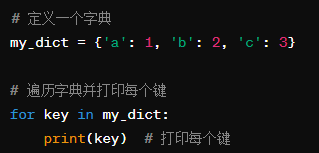 # 定义一个字典
my_dict = {'a': 1, 'b': 2, 'c': 3}
# 遍历字典并打印每个键
for key in my_dict:
    print(key)  # 打印每个键